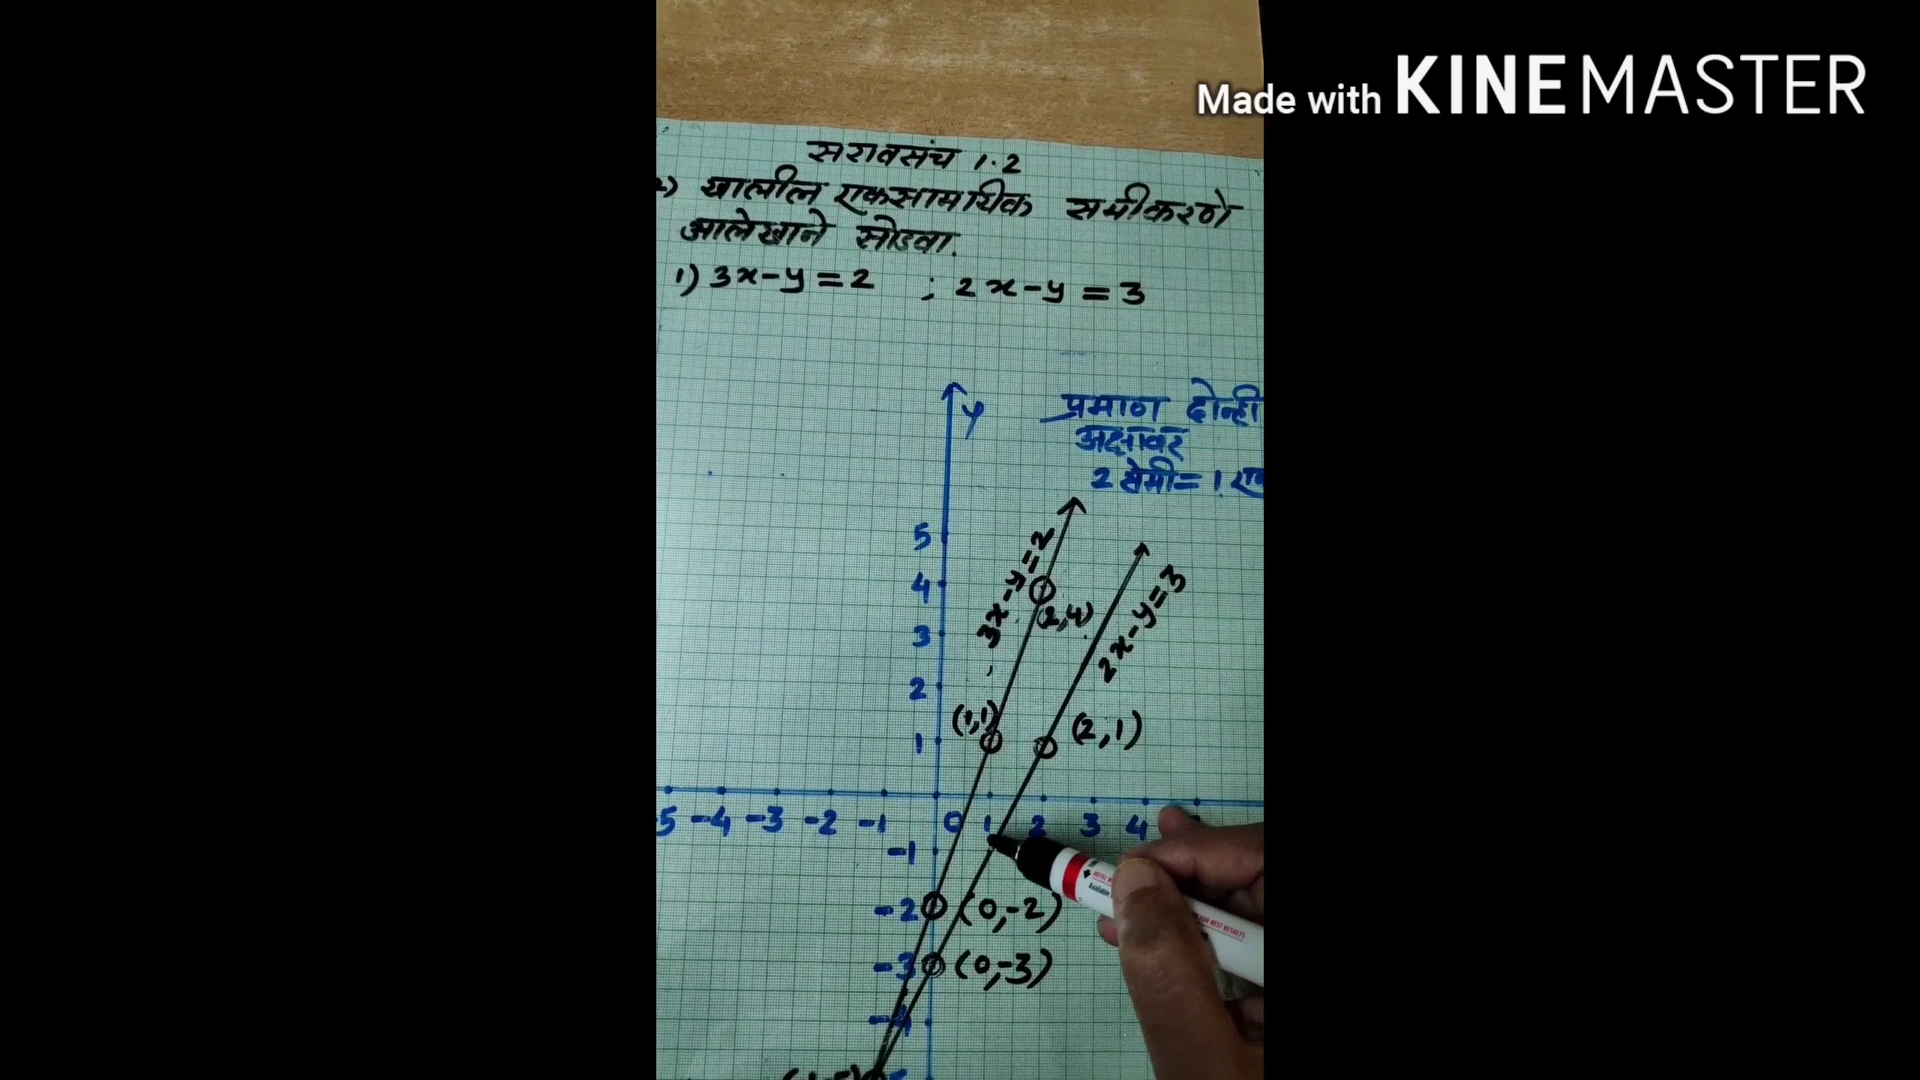 Made with KINEMASTER
सरावसंच 1.2
खालील एकसामयिक समीकरणे
आलेखाने सोडवा.
1) 3x-y=2 ; 2x-y=3
y
प्रमाण दोन्ही
अक्षावर
2 सेमी = 1
5
4
3
2
1
3x-y=2
(2,4)
2x-y=3
(1,1)
(2,1)
-5 -4 -3 -2 -1 0 1 2 3 4
-1
-2 (0,-2)
-3 (0,-3)
-4